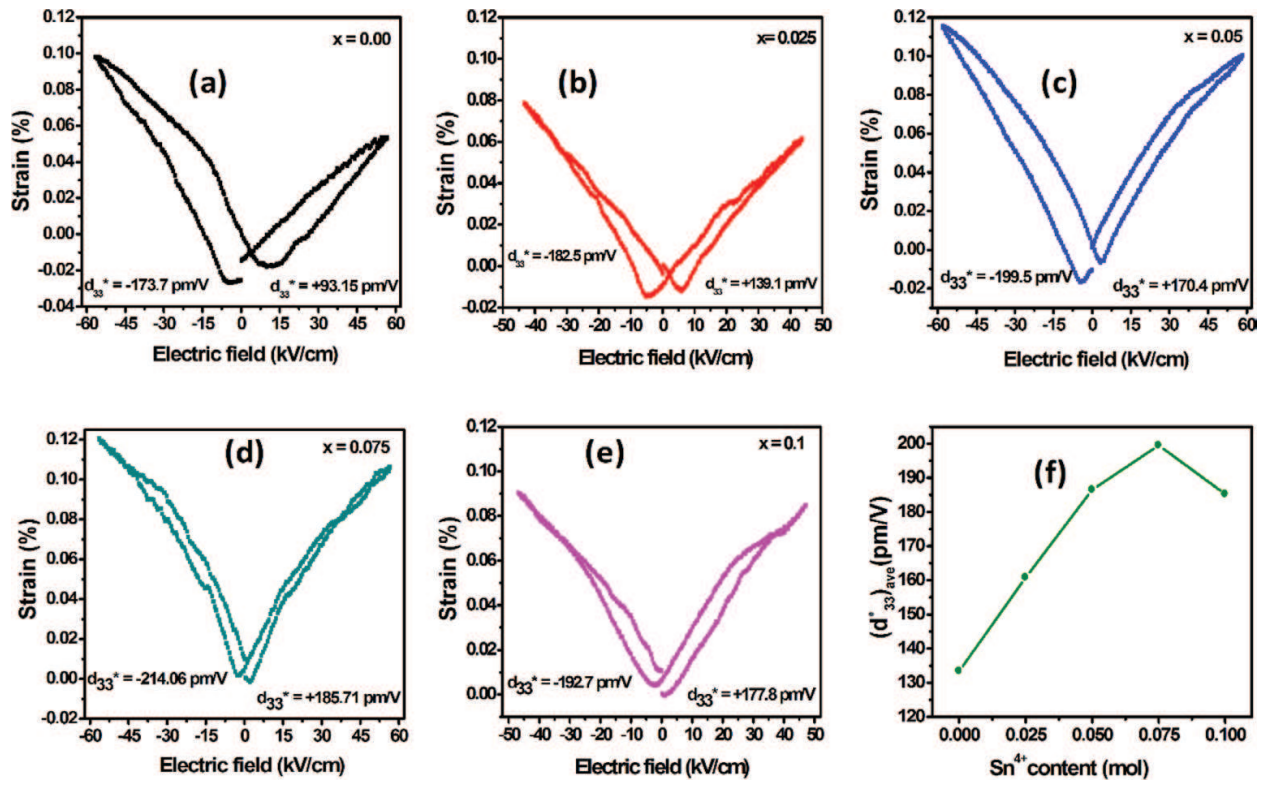 0.12
0.10
0.08
0.06
0.04
0.02
0.00
-0.02
-0.04
Strain (%)
(a)
x = 0.00
d33* = -173.7 pm/V
d33* = +93.15 pm/V
-60 -45 -30 -15 0 15 30 45 60
Electric field (kV/cm)
0.12
0.10
0.08
0.06
0.04
0.02
0.00
-0.02
Strain (%)
(b)
x= 0.025
d33* = -182.5 pm/V
d33* = +139.1 pm/V
-50 -40 -30 -20 -10 0 10 20 30 40 50
Electric field (kV/cm)
0.12
0.10
0.08
0.06
0.04
0.02
0.00
-0.02
Strain (%)
(c)
x = 0.05
d33* = -199.5 pm/V
d33* = +170.4 pm/V
-60 -45 -30 -15 0 15 30 45 60
Electric field (kV/cm)
0.12
0.10
0.08
0.06
0.04
0.02
0.00
-0.02
Strain (%)
(d)
x = 0.075
d33* = -214.06 pm/V
d33* = +185.71 pm/V
-60 -45 -30 -15 0 15 30 45 60
Electric field (kV/cm)
0.12
0.10
0.08
0.06
0.04
0.02
0.00
Strain (%)
(e)
x = 0.1
d33* = -192.7 pm/V
d33* = +177.8 pm/V
-50 -40 -30 -20 -10 0 10 20 30 40 50
Electric field (kV/cm)
200
190
180
170
160
150
140
130
120
(d*33)ave(pm/V)
(f)
0.000 0.025 0.050 0.075 0.100
Sn4+ content (mol)